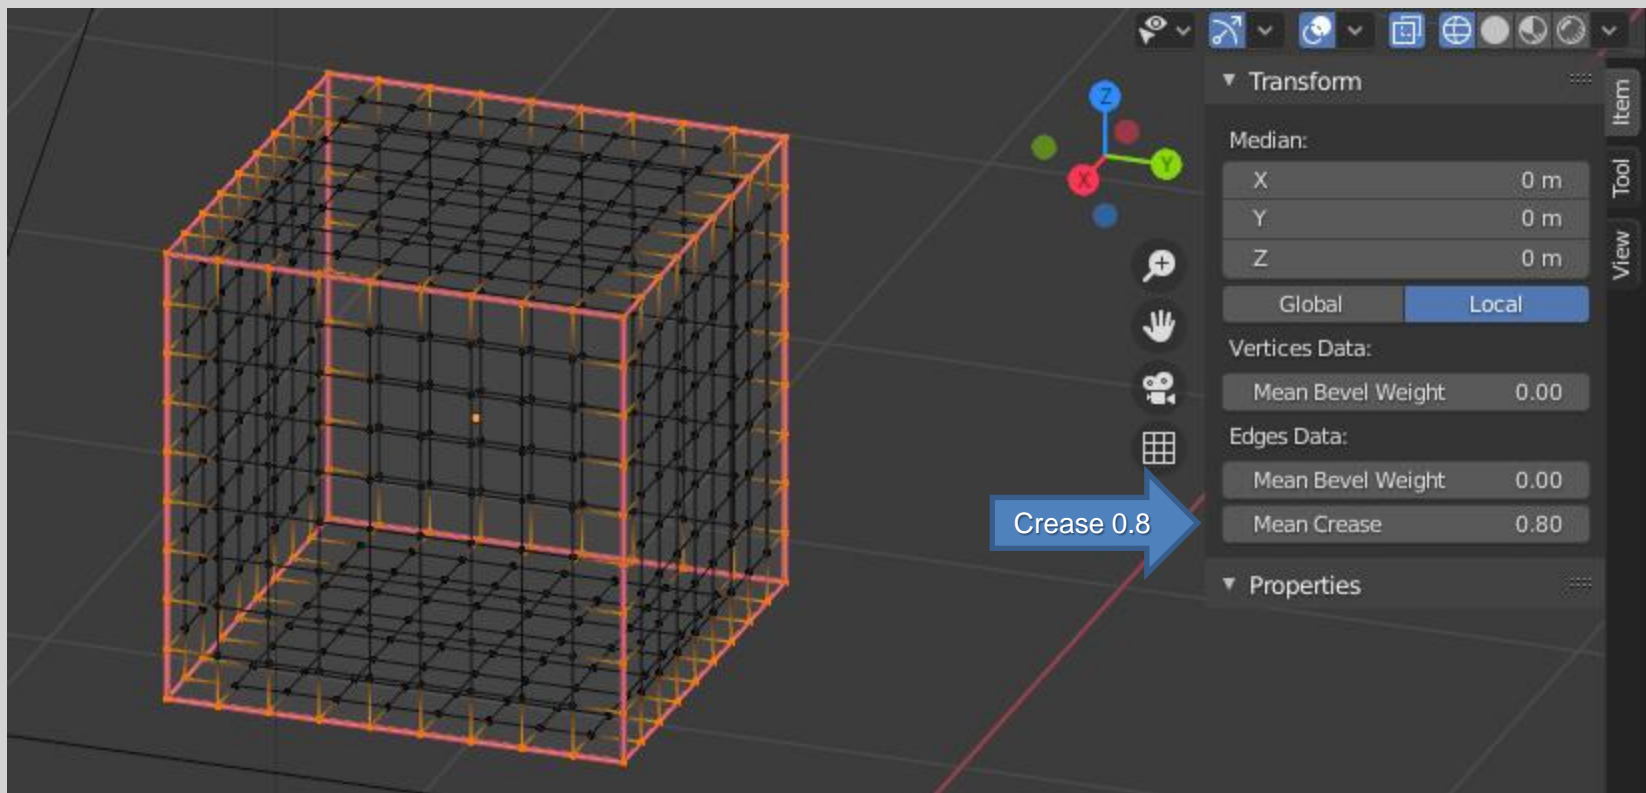 Transform
Item
Median:
X 0 m
Y 0 m
Z 0 m
Tool
View
Z
Y
X
Global Local
Vertices Data:
Mean Bevel Weight 0.00
Edges Data:
Mean Bevel Weight 0.00
Crease 0.8
Mean Crease 0.80
Properties